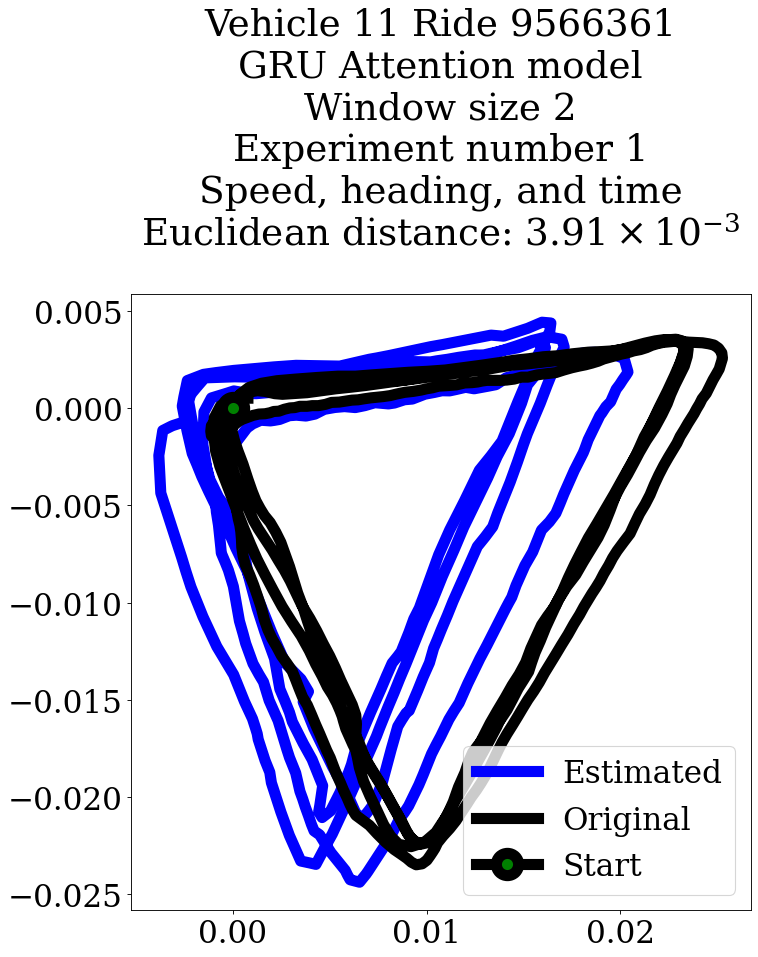 Vehicle 11 Ride 9566361
GRU Attention model
Window size 2
Experiment number 1
Speed, heading, and time
Euclidean distance: 3.91 × 10⁻³
0.005
0.000
−0.005
−0.010
−0.015
−0.020
−0.025
0.00
0.01
0.02
Estimated
Original
Start